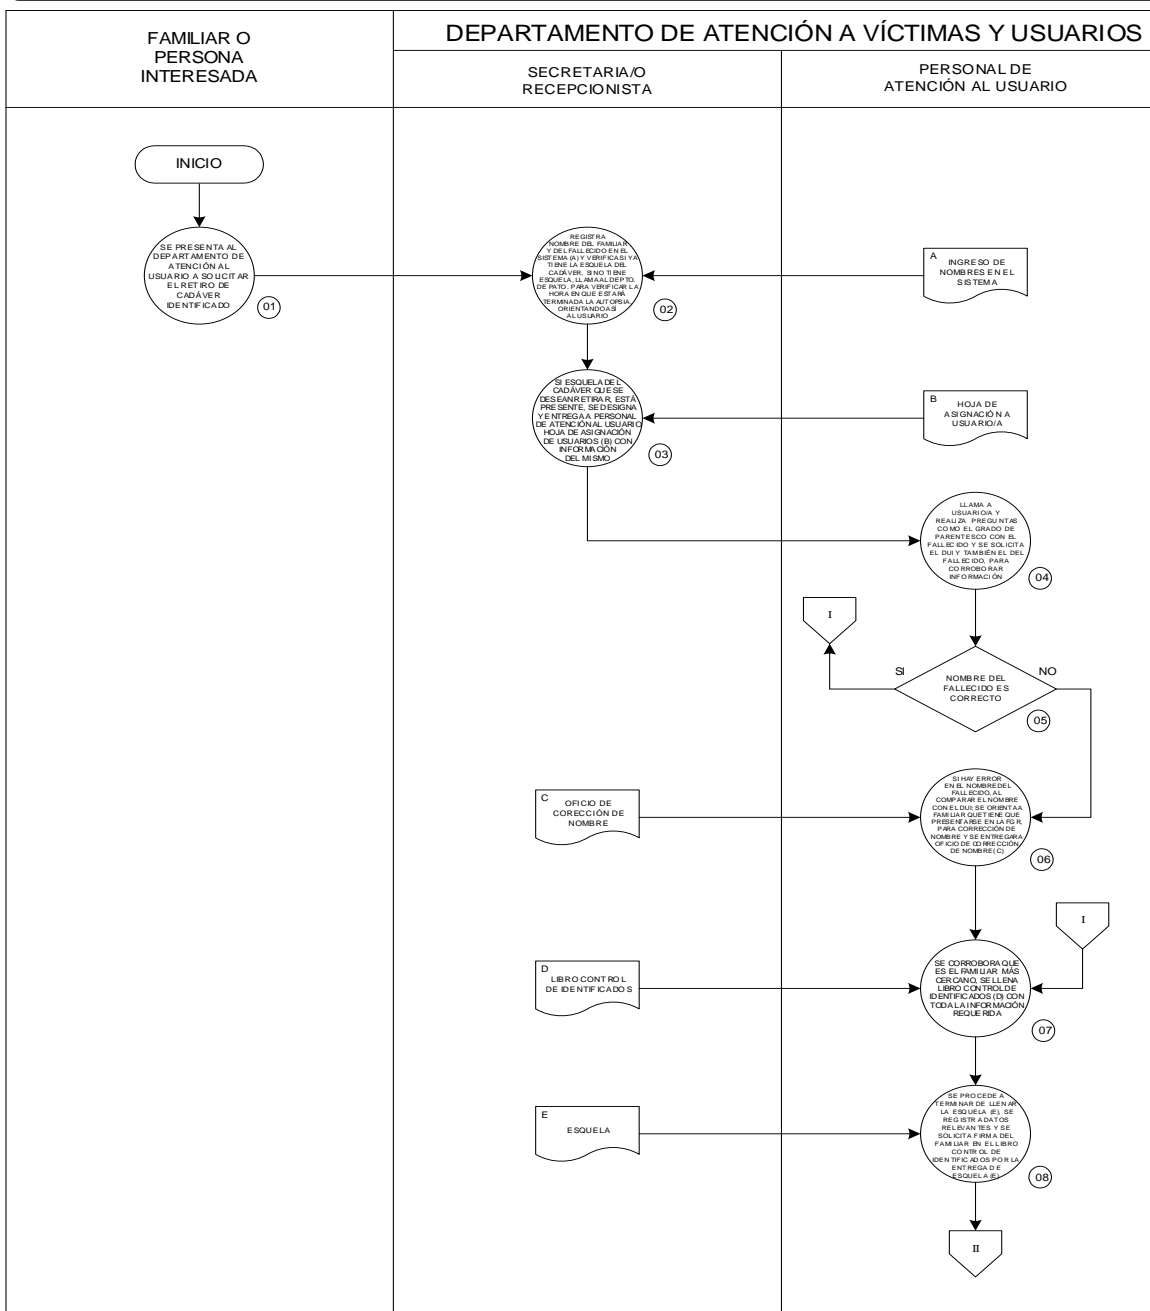 FAMILIAR O
PERSONA
INTERESADA
DEPARTAMENTO DE ATENCIÓN A VÍCTIMAS Y USUARIOS
SECRETARIA/O
RECEPCIONISTA
PERSONAL DE
ATENCIÓN AL USUARIO
INICIO
SE PRESENTA AL
DEPARTAMENTO DE
ATENCIÓN AL
USUARIO A SOLICITAR
EL RETIRO DE
CADÁVER
IDENTIFICADO
01
REGISTRA
NOMBRE DEL FAMILIAR
Y DEL FALLECIDO EN EL
SISTEMA (A) Y VERIFICA SI YA
TIENE LA ESQUELA DEL
CADÁVER, SI NO TIENE
ESQUELA, LLAMA AL DEPTO.
DE PATO. PARA VERIFICAR LA
HORA EN QUE ESTARÁ
TERMINADA LA AUTOPSIA
ORIENTANDO ASÍ
AL USUARIO
02
A
INGRESO DE
NOMBRES EN EL
SISTEMA
SI ESQUELA DEL
CADÁVER QUE SE
DESEAN RETIRAR, ESTÁ
PRESENTE, SE DESIGNA
Y ENTREGA A PERSONAL
DE ATENCIÓN AL USUARIO
HOJA DE ASIGNACIÓN
DE USUARIOS (B) CON
INFORMACIÓN
DEL MISMO
03
B
HOJA DE
ASIGNACIÓN A
USUARIO/A
LLAMA A
USUARIO/A Y
REALIZA PREGUNTAS
COMO EL GRADO DE
PARENTESCO CON EL
FALLECIDO Y SE SOLICITA
EL DUI Y TAMBIÉN EL DEL
FALLECIDO, PARA
CORROBORAR
INFORMACIÓN
04
I
SI
NOMBRE DEL
FALLECIDO ES
CORRECTO
NO
05
C
OFICIO DE
CORECCIÓN DE
NOMBRE
SI HAY ERROR
EN EL NOMBRE DEL
FALLECIDO, AL
COMPARAR EL NOMBRE
CON EL DUI; SE ORIENTA A
FAMILIAR QUE TIENE QUE
PRESENTARSE EN LA FGR,
PARA CORRECCIÓN DE
NOMBRE Y SE ENTREGARA
OFICIO DE CORRECCIÓN
DE NOMBRE (C)
06
I
D
LIBRO CONTROL
DE IDENTIFICADOS
SE CORROBORA QUE
ES EL FAMILIAR MÁS
CERCANO, SE LLENA
LIBRO CONTROL DE
IDENTIFICADOS (D) CON
TODA LA INFORMACIÓN
REQUERIDA
07
E
ESQUELA
SE PROCEDE A
TERMINAR DE LLENAR
LA ESQUELA (E), SE
REGISTRA DATOS
RELEVANTES Y SE
SOLICITA FIRMA DEL
FAMILIAR EN EL LIBRO
CONTROL DE
IDENTIFICADOS POR LA
ENTREGA DE
ESQUELA (E)
08
II